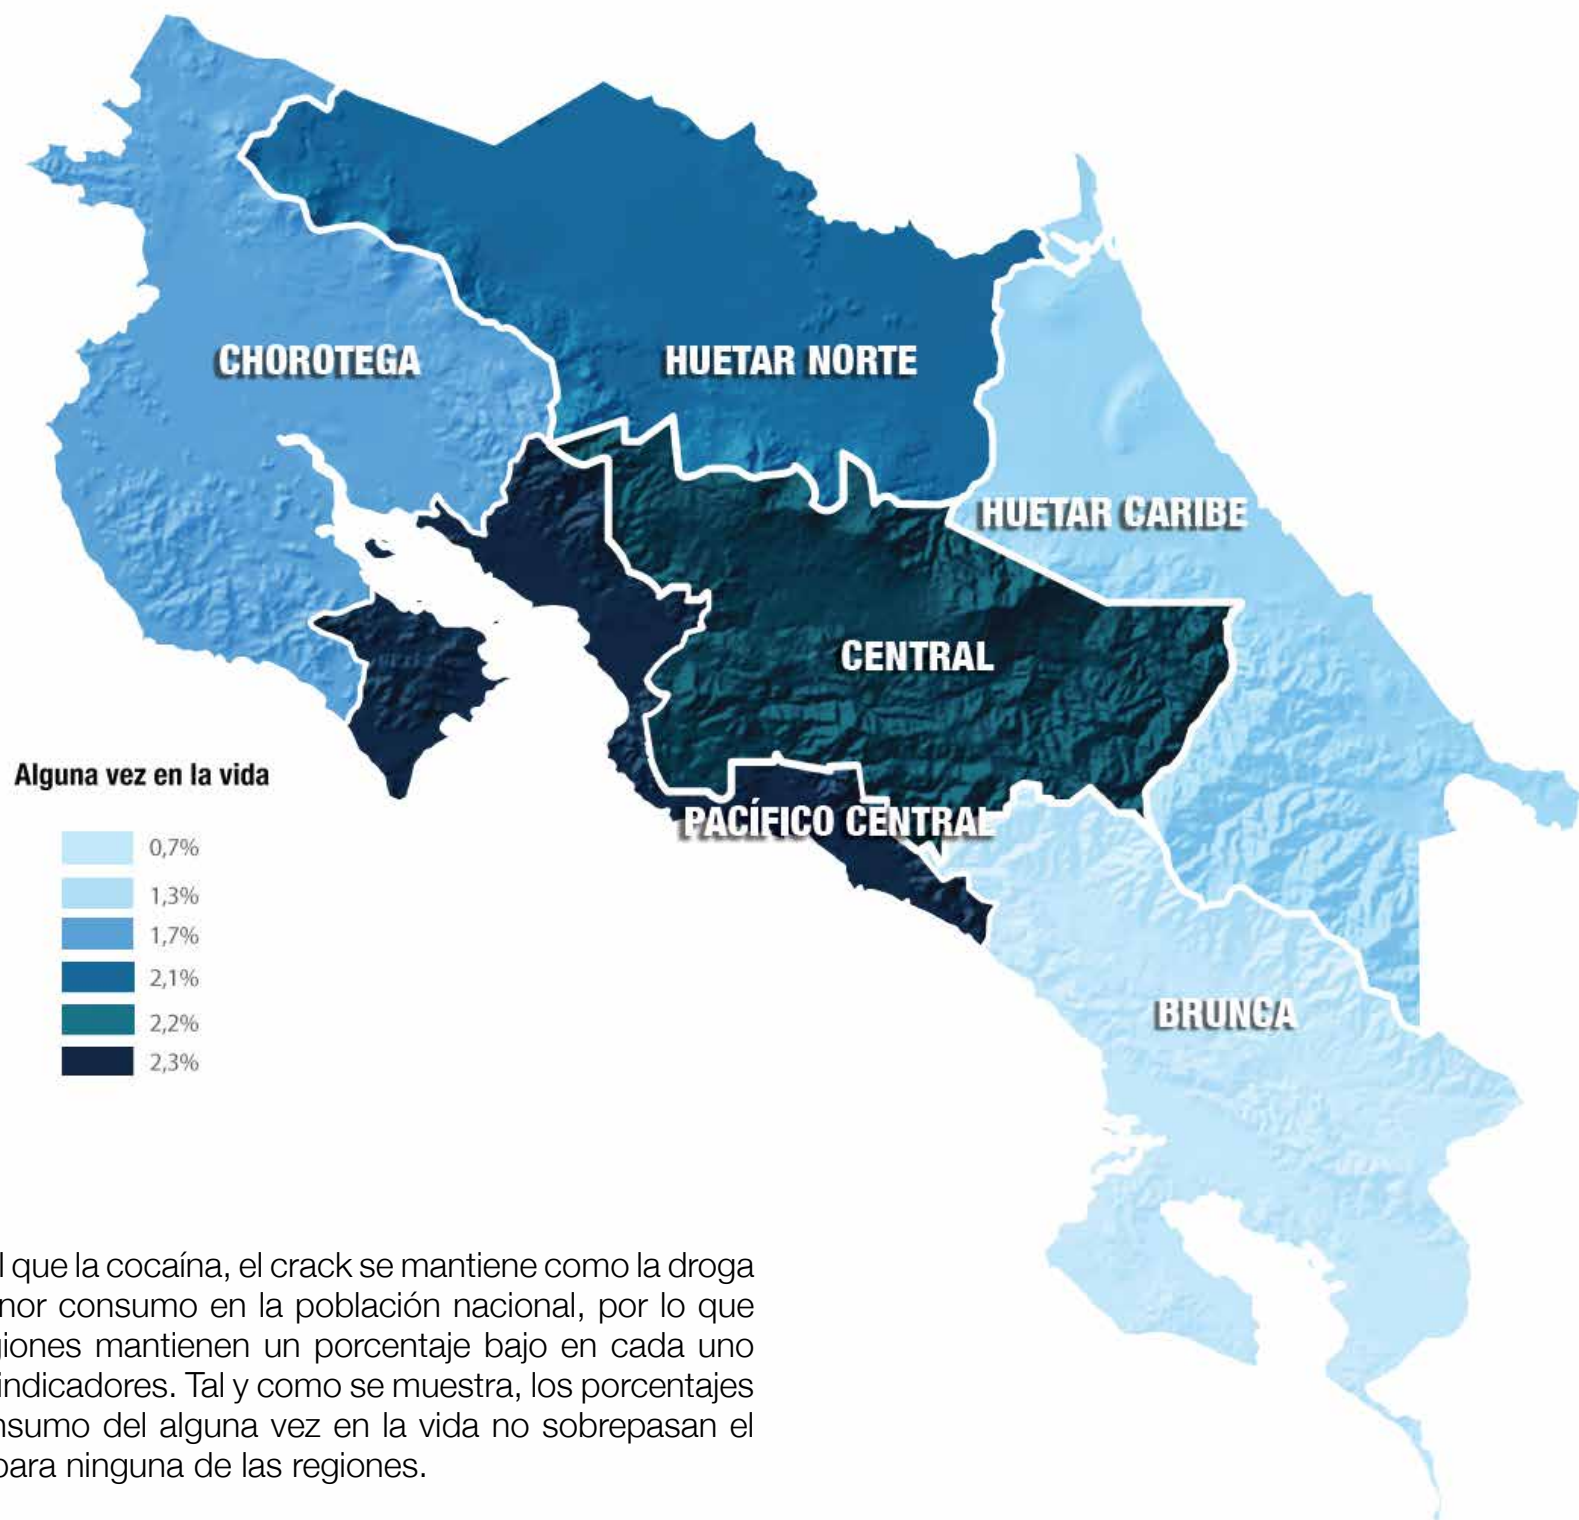 CHOROTEGA
HUETAR NORTE
HUETAR CARIBE
CENTRAL
PACÍFICO CENTRAL
BRUNCA
Alguna vez en la vida
0,7%
1,3%
1,7%
2,1%
2,2%
2,3%
l que la cocaína, el crack se mantiene como la droga
nor consumo en la población nacional, por lo que
giones mantienen un porcentaje bajo en cada uno
indicadores. Tal y como se muestra, los porcentajes
nsumo del alguna vez en la vida no sobrepasan el
para ninguna de las regiones.